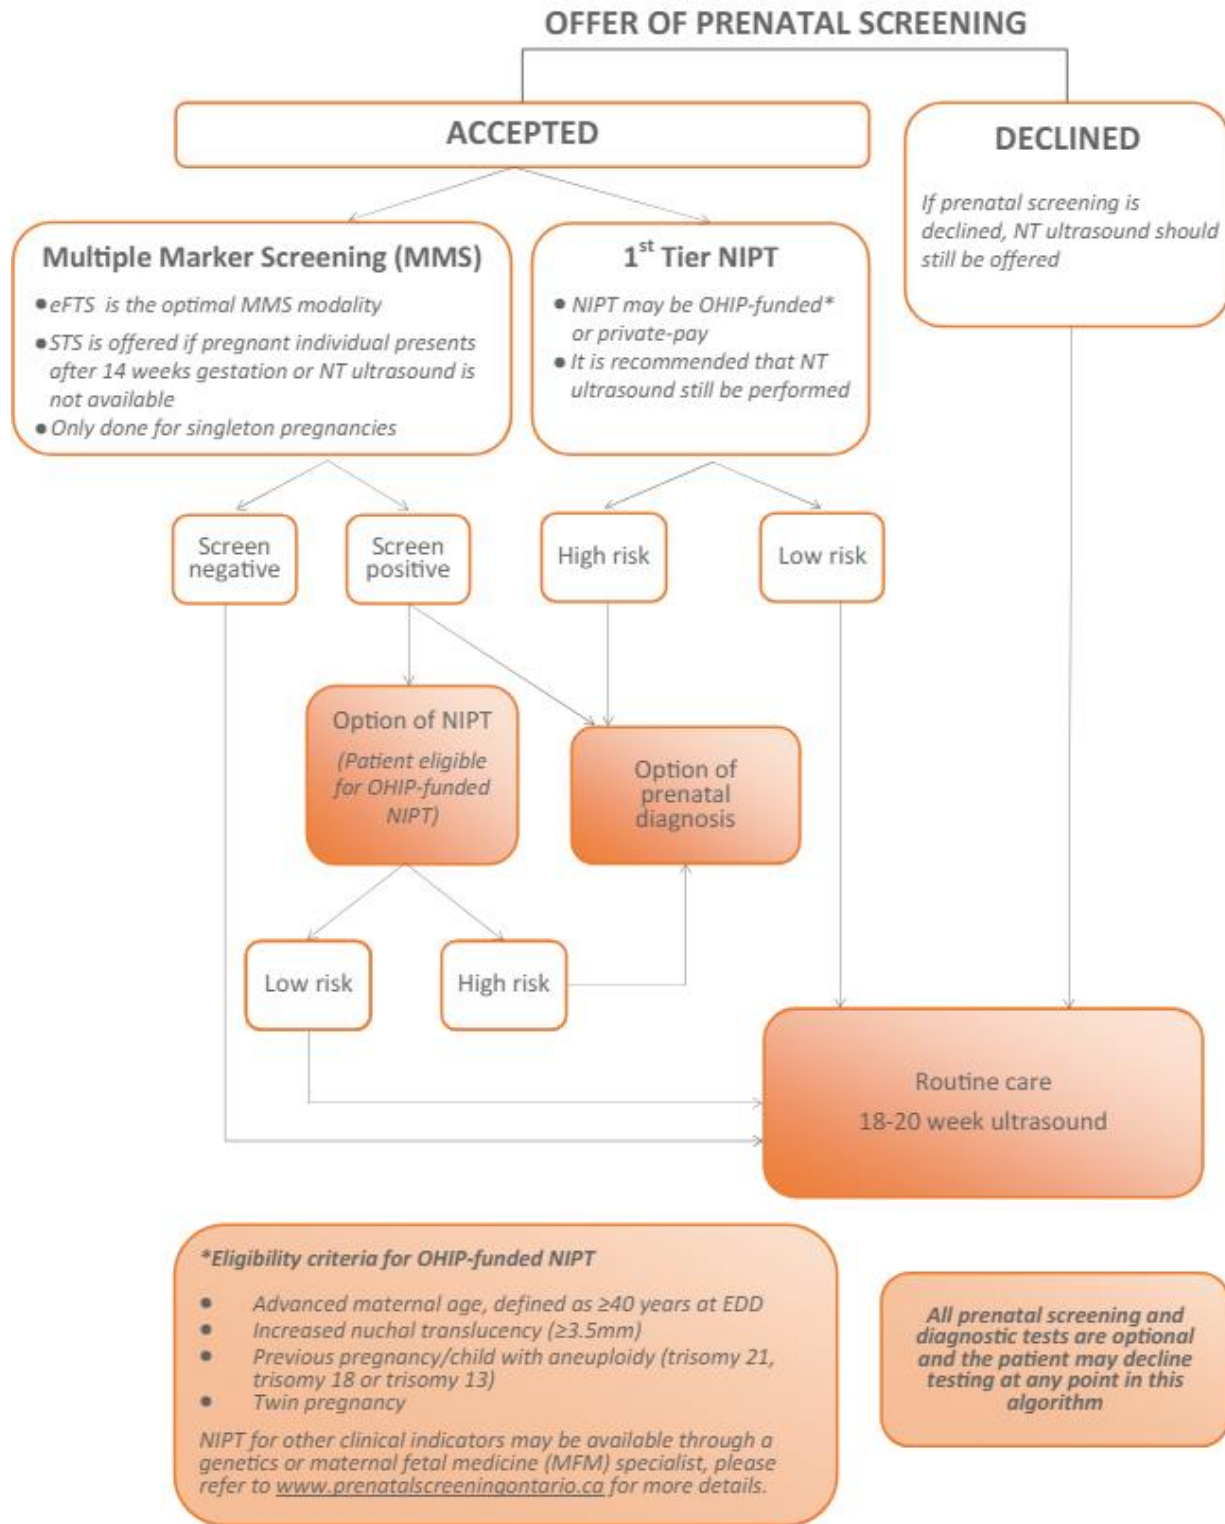 OFFER OF PRENATAL SCREENING
ACCEPTED
DECLINED
If prenatal screening is
declined, NT ultrasound should
still be offered
Multiple Marker Screening (MMS)
● eFTS is the optimal MMS modality
● STS is offered if pregnant individual presents
after 14 weeks gestation or NT ultrasound is
not available
● Only done for singleton pregnancies
1st Tier NIPT
● NIPT may be OHIP-funded*
or private-pay
● It is recommended that NT
ultrasound still be performed
Screen
negative
Screen
positive
High risk
Low risk
Option of NIPT
(Patient eligible
for OHIP-funded
NIPT)
Option of
prenatal
diagnosis
Low risk
High risk
Routine care
18-20 week ultrasound
*Eligibility criteria for OHIP-funded NIPT
● Advanced maternal age, defined as ≥40 years at EDD
● Increased nuchal translucency (≥3.5mm)
● Previous pregnancy/child with aneuploidy (trisomy 21,
trisomy 18 or trisomy 13)
● Twin pregnancy
NIPT for other clinical indicators may be available through a
genetics or maternal fetal medicine (MFM) specialist, please
refer to www.prenatalscreeningontario.ca for more details.
All prenatal screening and
diagnostic tests are optional
and the patient may decline
testing at any point in this
algorithm